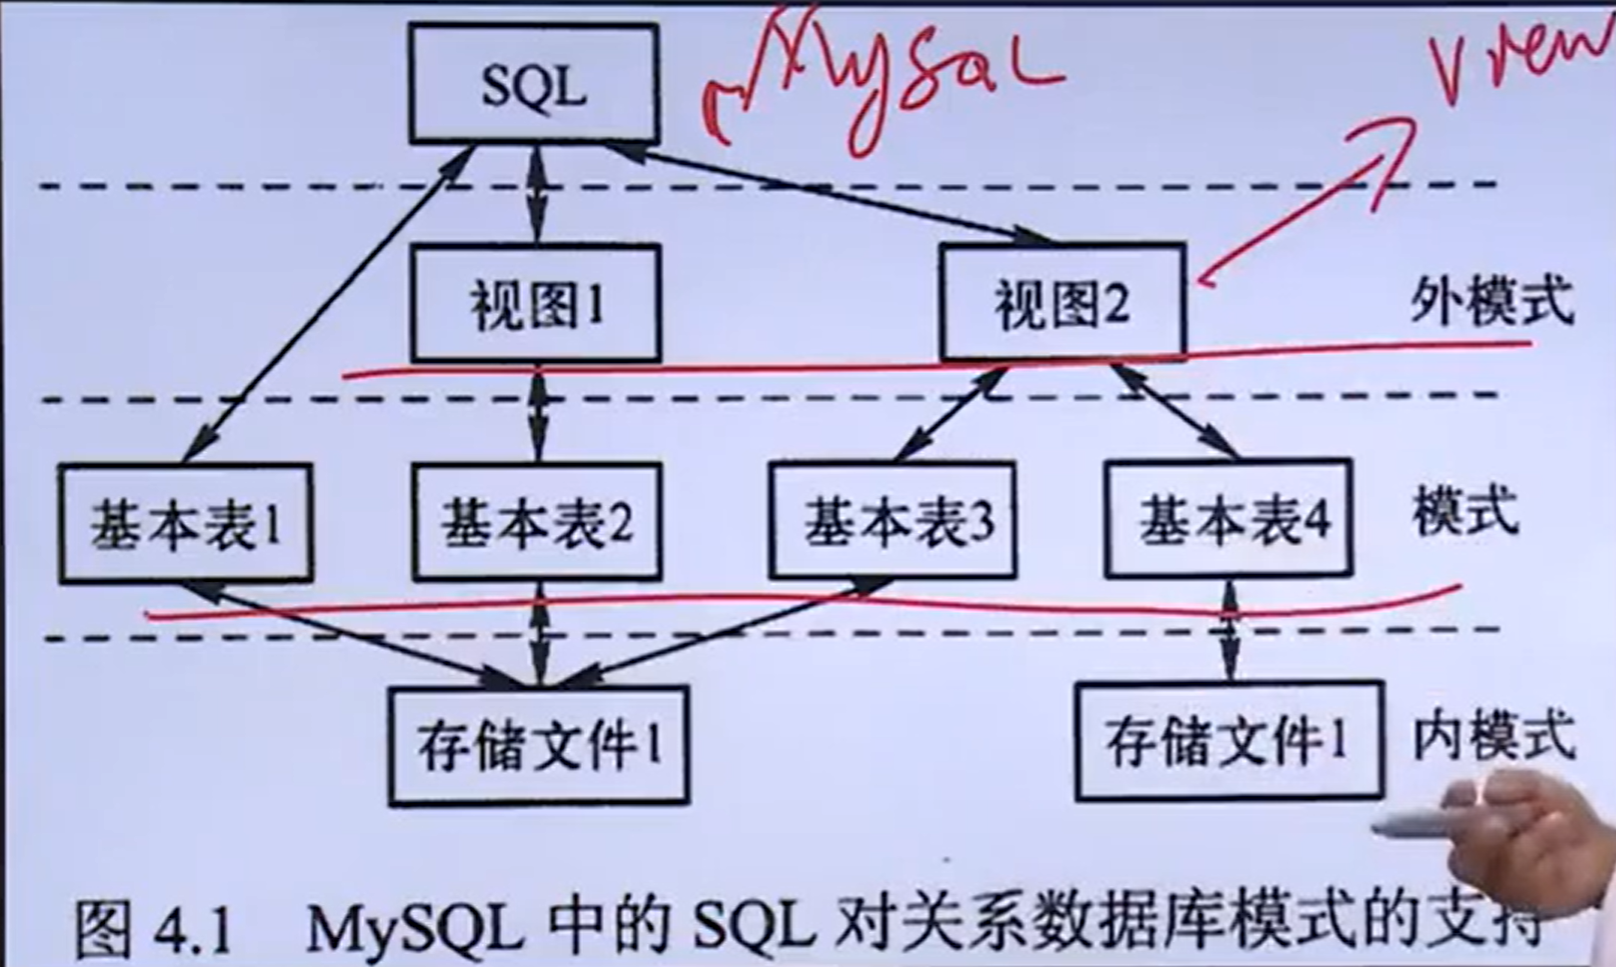 SQL
MySQL
View
视图1
视图2
外模式
基本表1
基本表2
基本表3
基本表4
模式
存储文件1
存储文件1
内模式
图 4.1 MySQL 中的 SQL 对关系数据库模式的支持